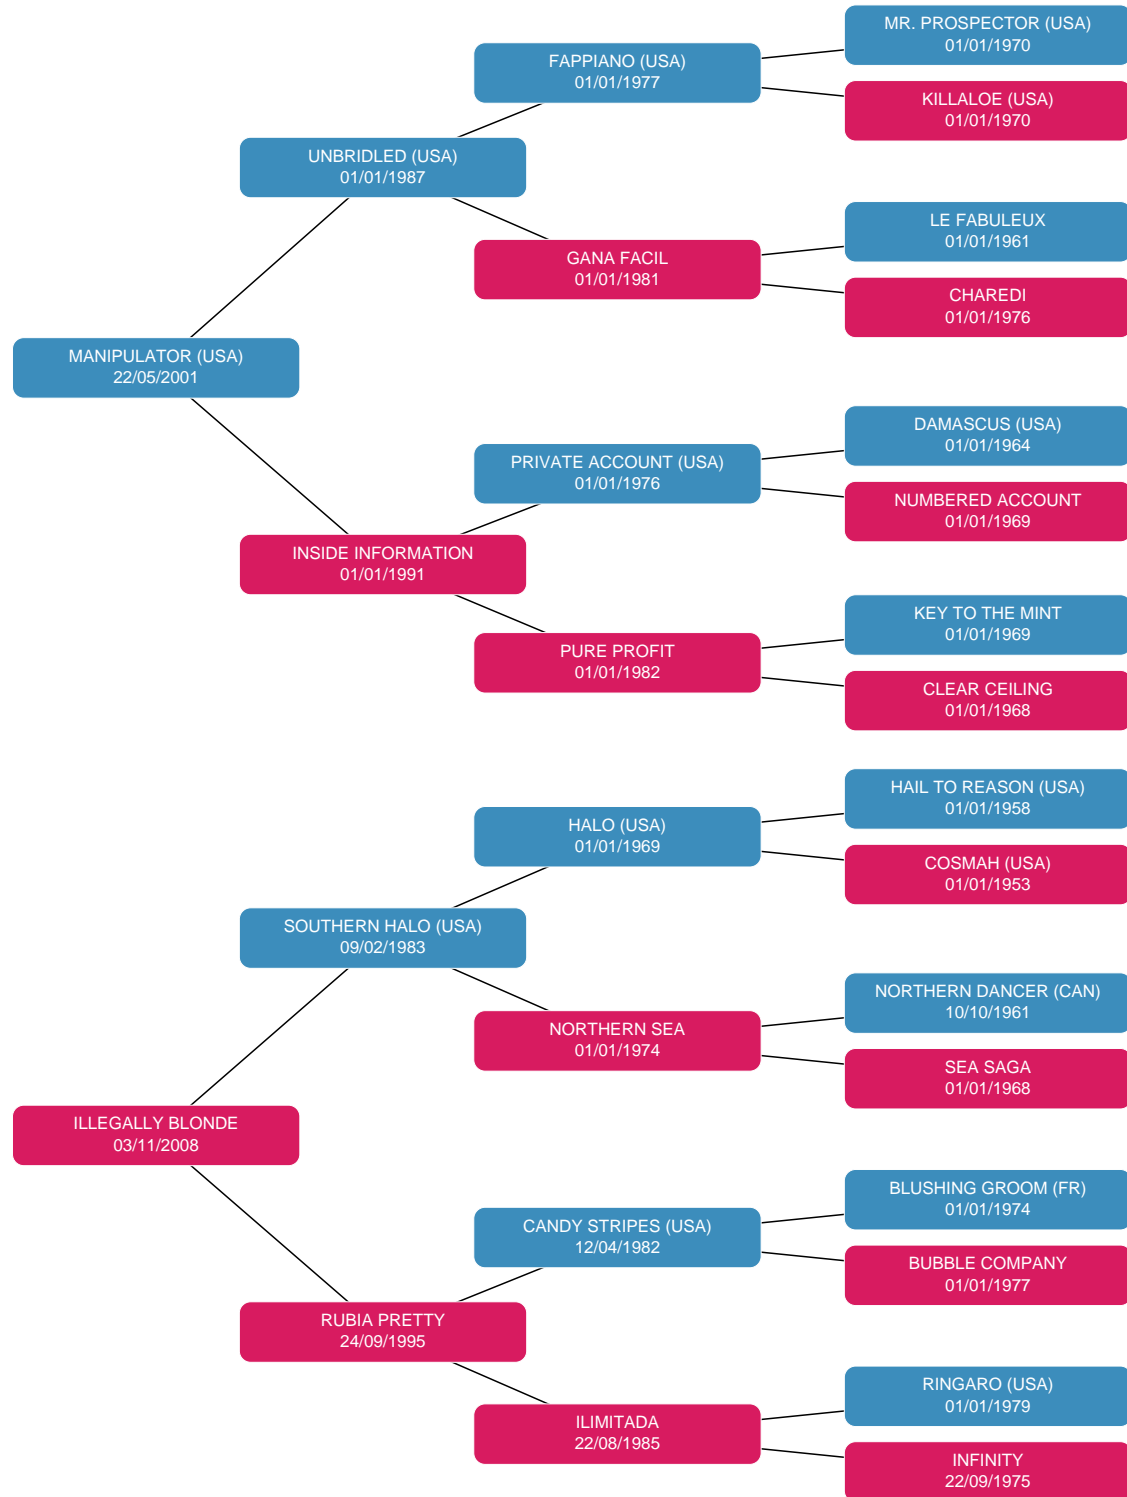 MR. PROSPECTOR (USA)
01/01/1970
FAPPIANO (USA)
01/01/1977
KILLALOE (USA)
01/01/1970
UNBRIDLED (USA)
01/01/1987
LE FABULEUX
01/01/1961
GANA FACIL
01/01/1981
CHAREDI
01/01/1976
MANIPULATOR (USA)
22/05/2001
DAMASCUS (USA)
01/01/1964
PRIVATE ACCOUNT (USA)
01/01/1976
NUMBERED ACCOUNT
01/01/1969
INSIDE INFORMATION
01/01/1991
KEY TO THE MINT
01/01/1969
PURE PROFIT
01/01/1982
CLEAR CEILING
01/01/1968
HAIL TO REASON (USA)
01/01/1958
HALO (USA)
01/01/1969
COSMAH (USA)
01/01/1953
SOUTHERN HALO (USA)
09/02/1983
NORTHERN DANCER (CAN)
10/10/1961
NORTHERN SEA
01/01/1974
SEA SAGA
01/01/1968
ILLEGALLY BLONDE
03/11/2008
BLUSHING GROOM (FR)
01/01/1974
CANDY STRIPES (USA)
12/04/1982
BUBBLE COMPANY
01/01/1977
RUBIA PRETTY
24/09/1995
RINGARO (USA)
01/01/1979
ILIMITADA
22/08/1985
INFINITY
22/09/1975